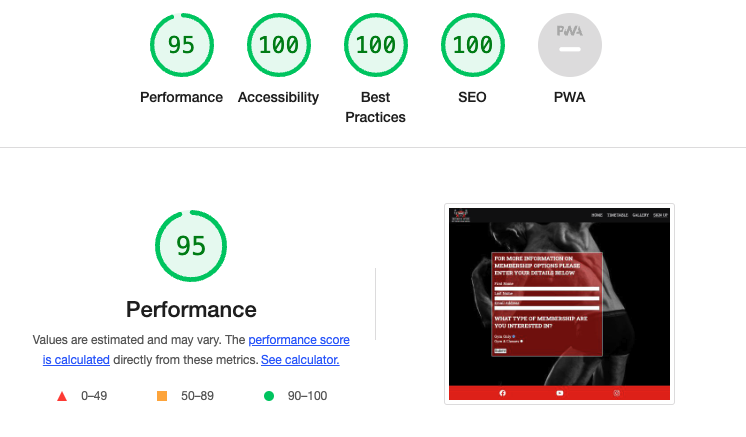 95
100
100
100
PWA
Performance
Accessibility
Best
Practices
SEO
PWA
95
Performance
Values are estimated and may vary. The performance score
is calculated directly from these metrics. See calculator.
0–49
50–89
90–100
HOME TIMETABLE GALLERY SIGN UP
FOR MORE INFORMATION ON
MEMBERSHIP OPTIONS PLEASE
ENTER YOUR DETAILS BELOW
First Name
Last Name
Email Address
WHAT TYPE OF MEMBERSHIP ARE
YOU INTERESTED IN?
Gym Only
Gym & Classes